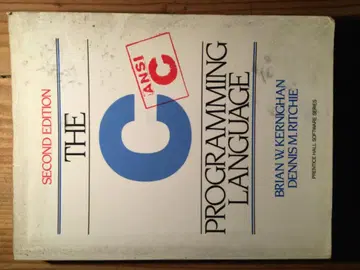 SECOND EDITION
THE
C
ANSI
C
PROGRAMMING
LANGUAGE
BRIAN W. KERNIGHAN
DENNIS M. RITCHIE
PRENTICE HALL SOFTWARE SERIES